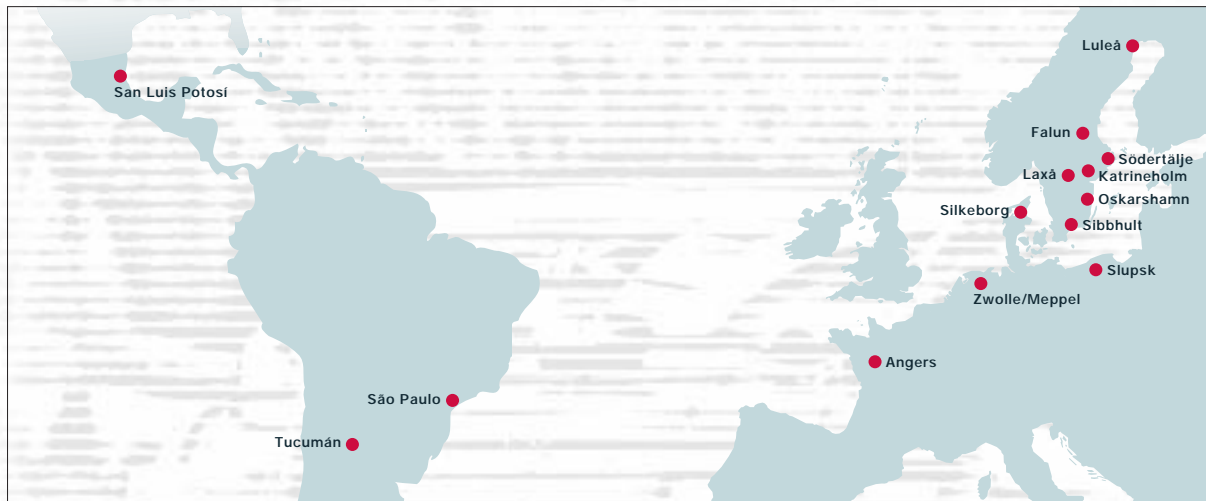 Luleå
San Luis Potosí
Falun
Södertälje
Laxå
Katrineholm
Oskarshamn
Silkeborg
Sibbhult
Slupsk
Zwolle/Meppel
Angers
São Paulo
Tucumán